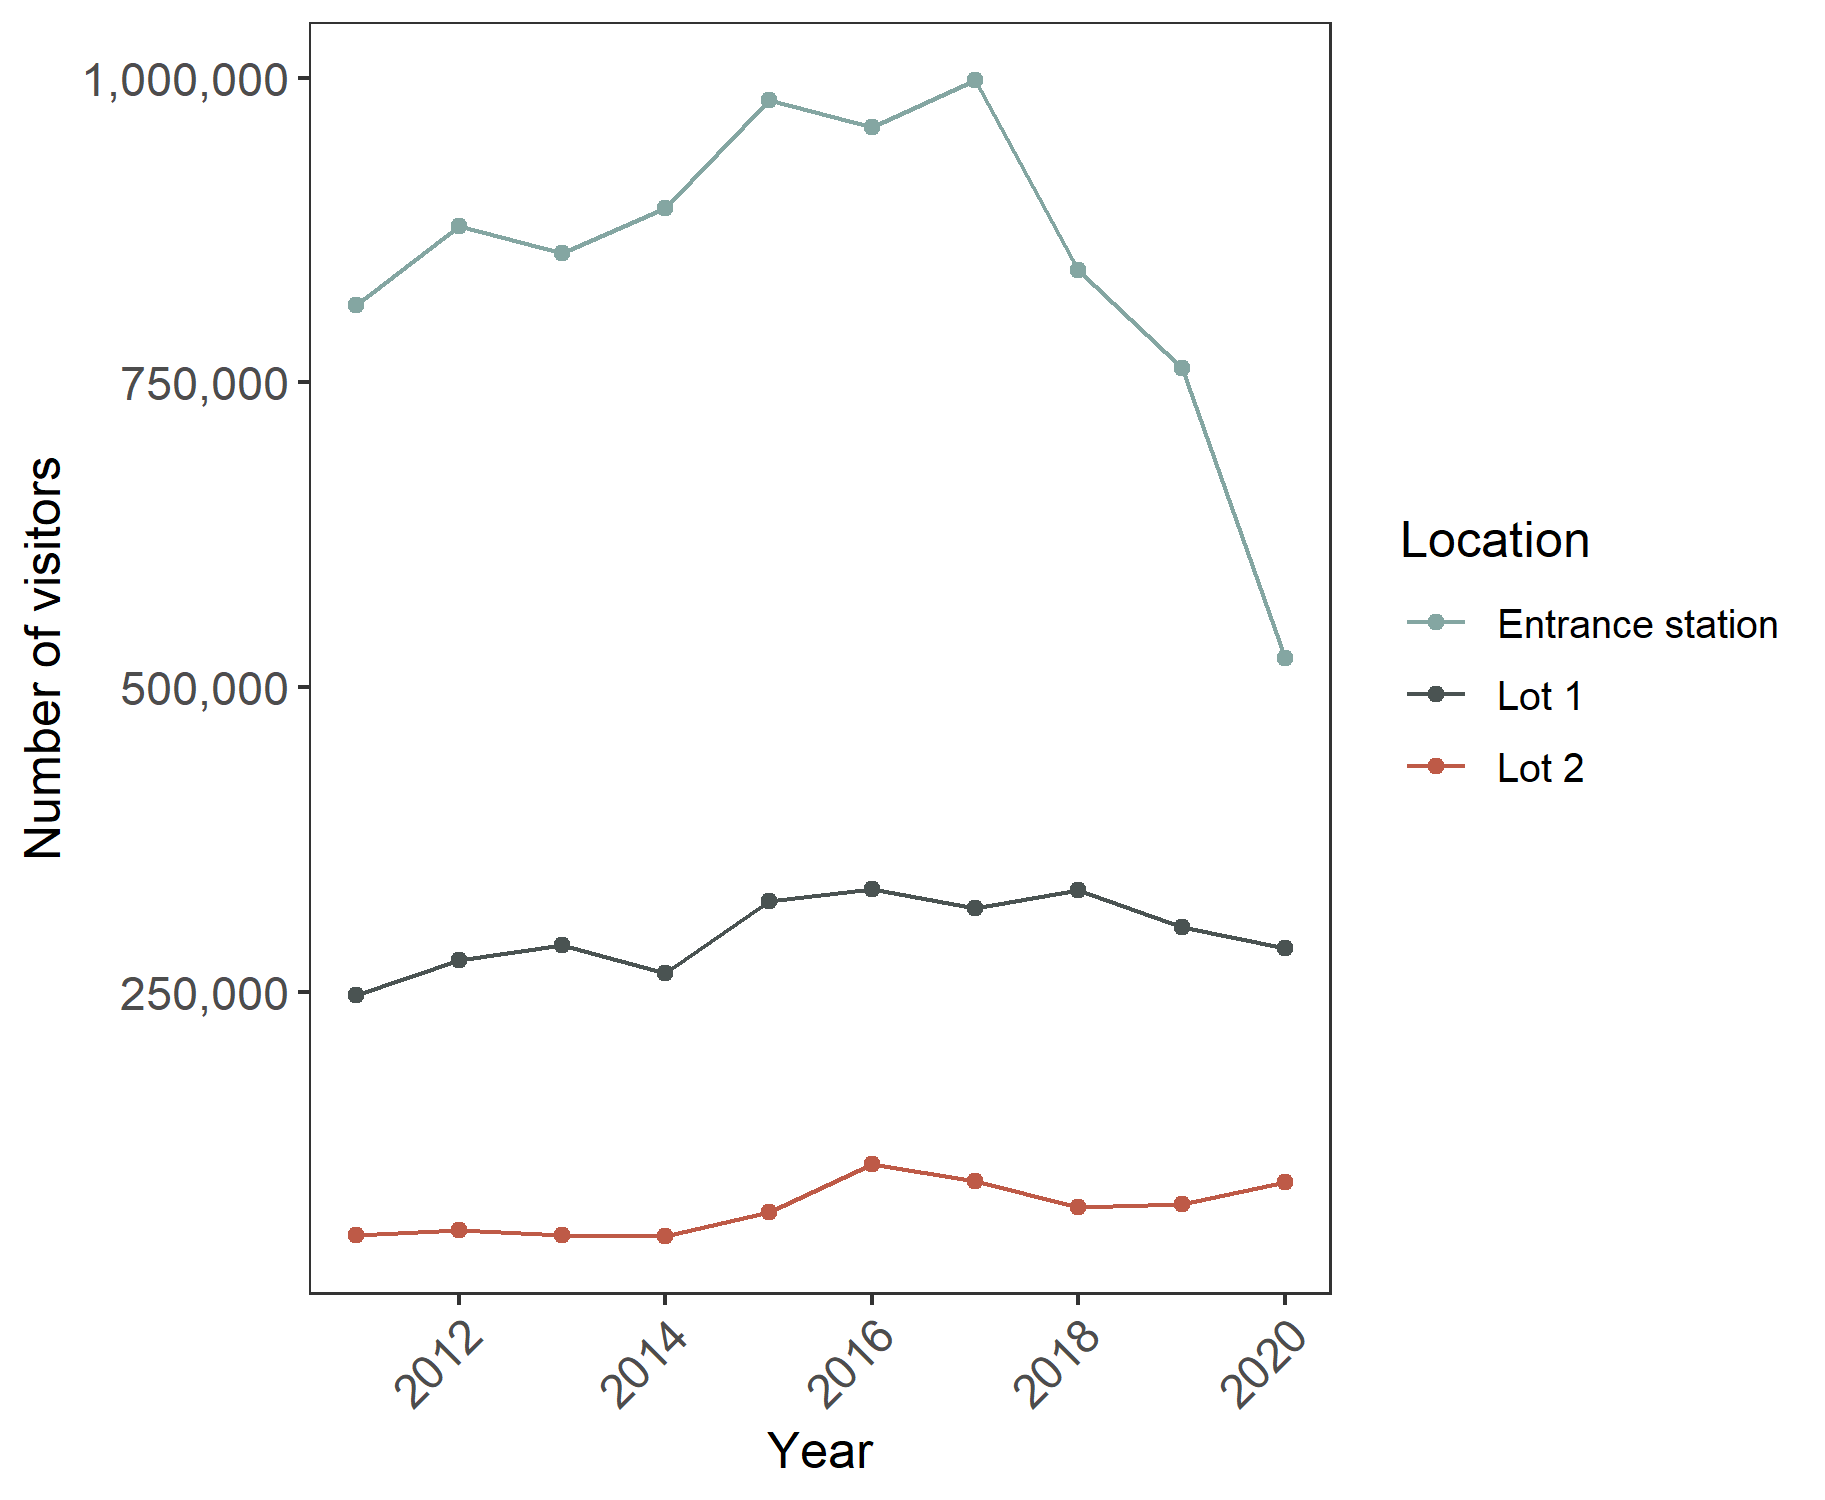 1,000,000
750,000
500,000
250,000
Number of visitors
2012
2014
2016
2018
2020
Year
Location
Entrance station
Lot 1
Lot 2